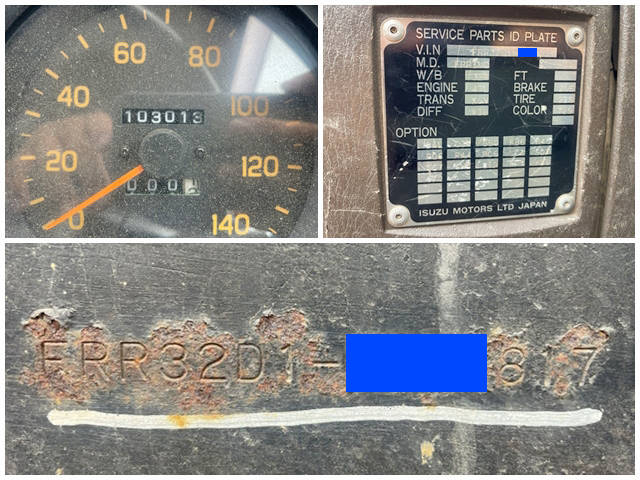 60 80
40 100
103013
20 120
000
0 140
SERVICE PARTS ID PLATE
V.I.N
M.D.
W/B FT
ENGINE BRAKE
TRANS TIRE
DIFF COLOR
OPTION
ISUZU MOTORS LTD JAPAN
FRR32D1- 817